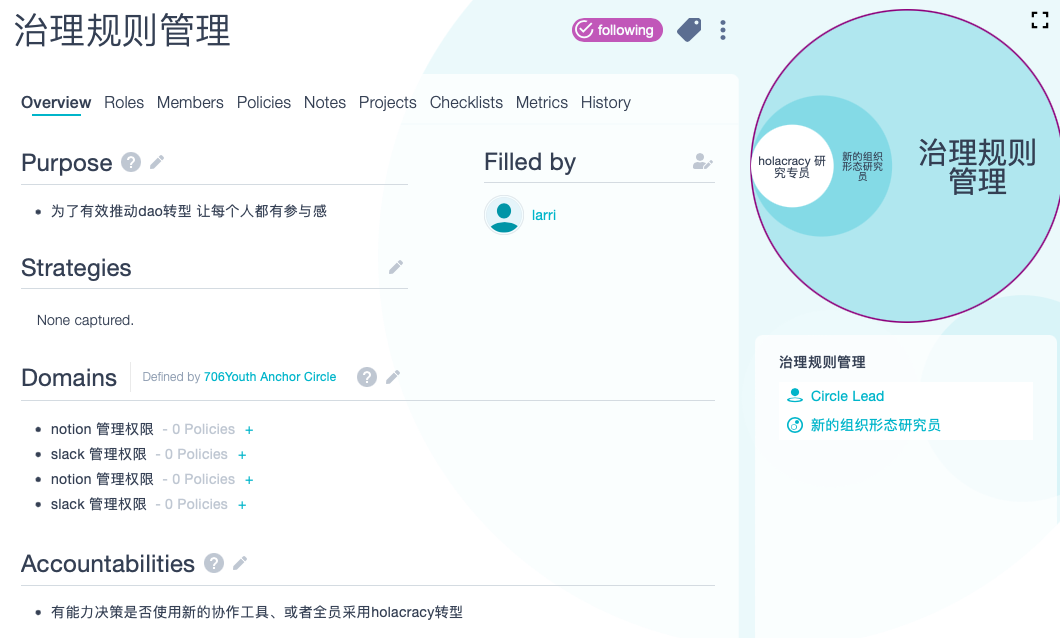 治理规则管理
following
Overview Roles Members Policies Notes Projects Checklists Metrics History
Purpose ?
• 为了有效推动dao转型 让每个人都有参与感
Filled by
larri
Strategies
None captured.
Domains Defined by 706Youth Anchor Circle ?
• notion 管理权限 - 0 Policies +
• slack 管理权限 - 0 Policies +
• notion 管理权限 - 0 Policies +
• slack 管理权限 - 0 Policies +
Accountabilities ?
• 有能力决策是否使用新的协作工具、或者全员采用holacracy转型
holacracy 研
究专员
新的组织
形态研究
员
治理规则
管理
治理规则管理
Circle Lead
新的组织形态研究员